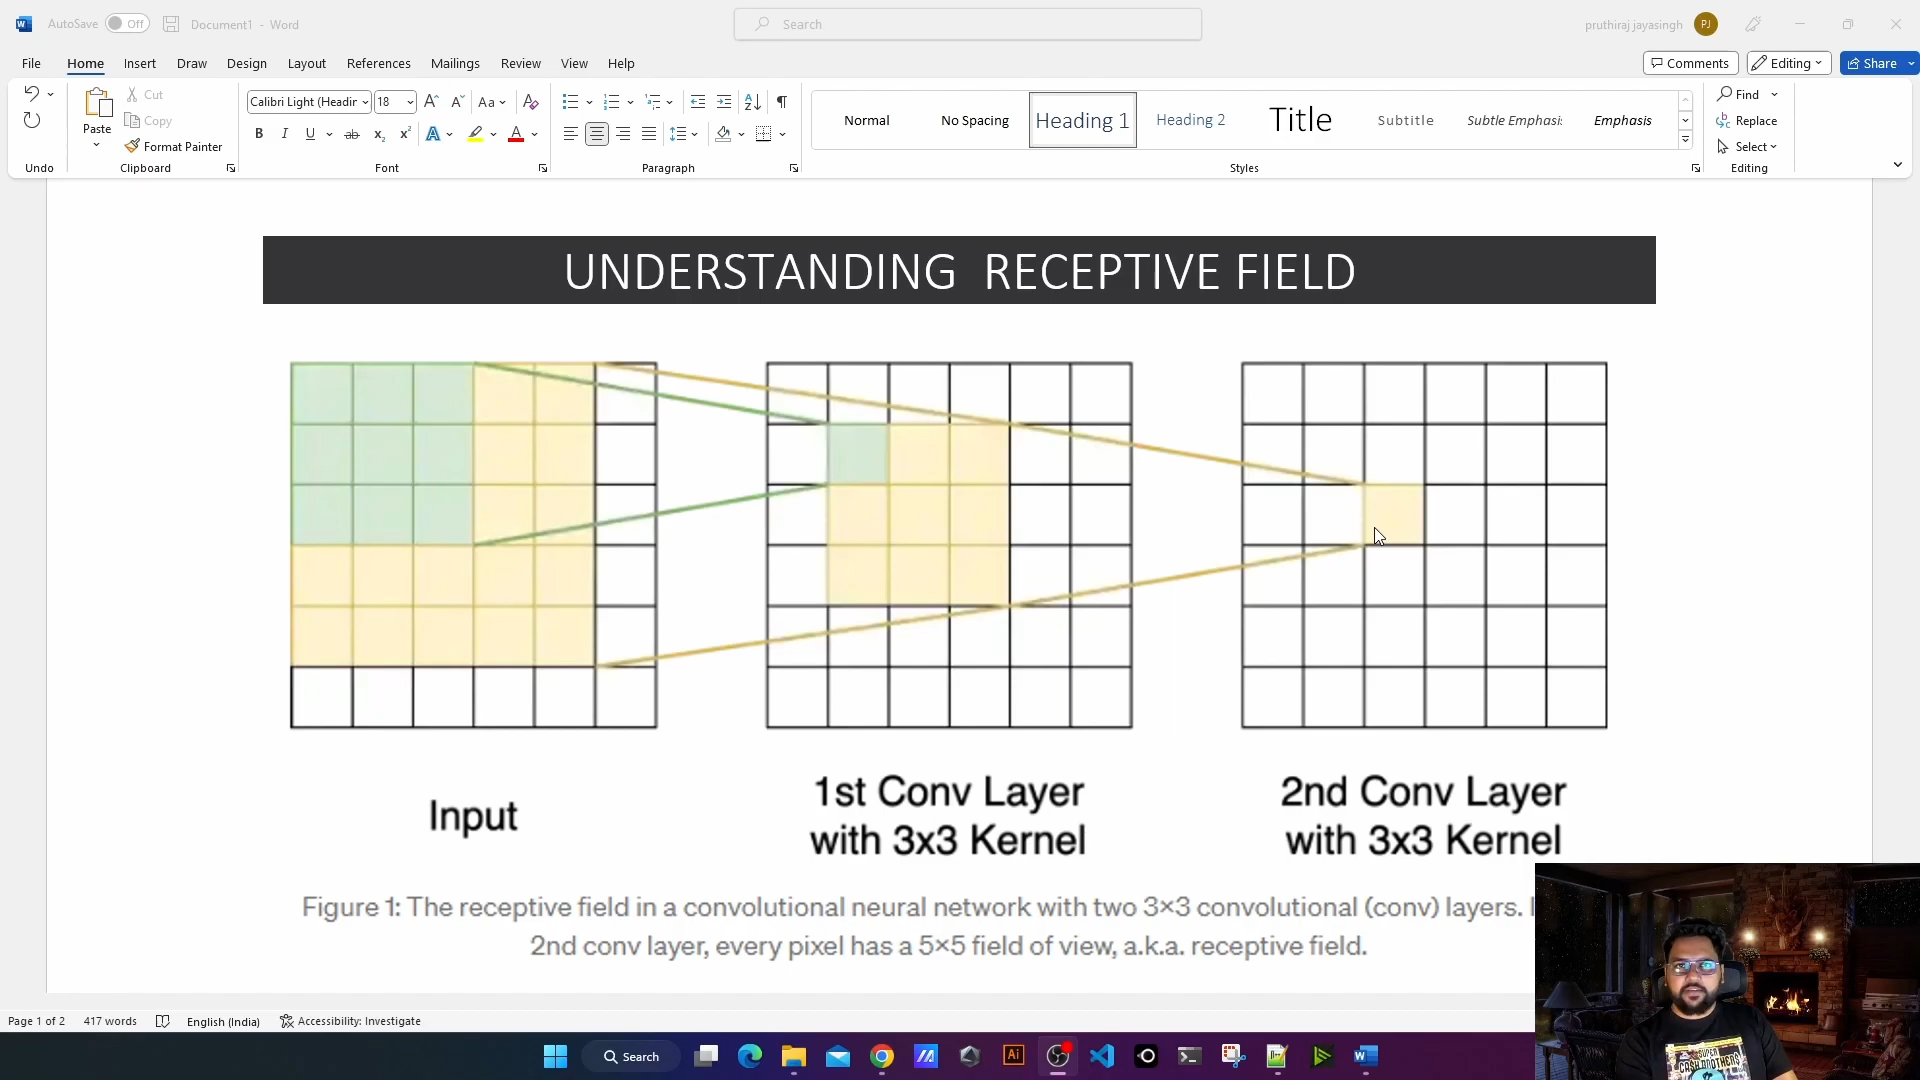 AutoSave Off Document1 - Word Search pruthiraj jayasingh PJ
File Home Insert Draw Design Layout References Mailings Review View Help Comments Editing Share
Paste Cut Copy Format Painter
Calibri Light (Headir 18
Normal No Spacing Heading 1 Heading 2 Title Subtitle Subtle Emphasi: Emphasis
Find Replace Select
Undo Clipboard Font Paragraph Styles Editing
UNDERSTANDING RECEPTIVE FIELD
Input
1st Conv Layer
with 3x3 Kernel
2nd Conv Layer
with 3x3 Kernel
Figure 1: The receptive field in a convolutional neural network with two 3×3 convolutional (conv) layers.
2nd conv layer, every pixel has a 5×5 field of view, a.k.a. receptive field.
Page 1 of 2 417 words English (India) Accessibility: Investigate
Search
SUPER
CASH BROTHERS